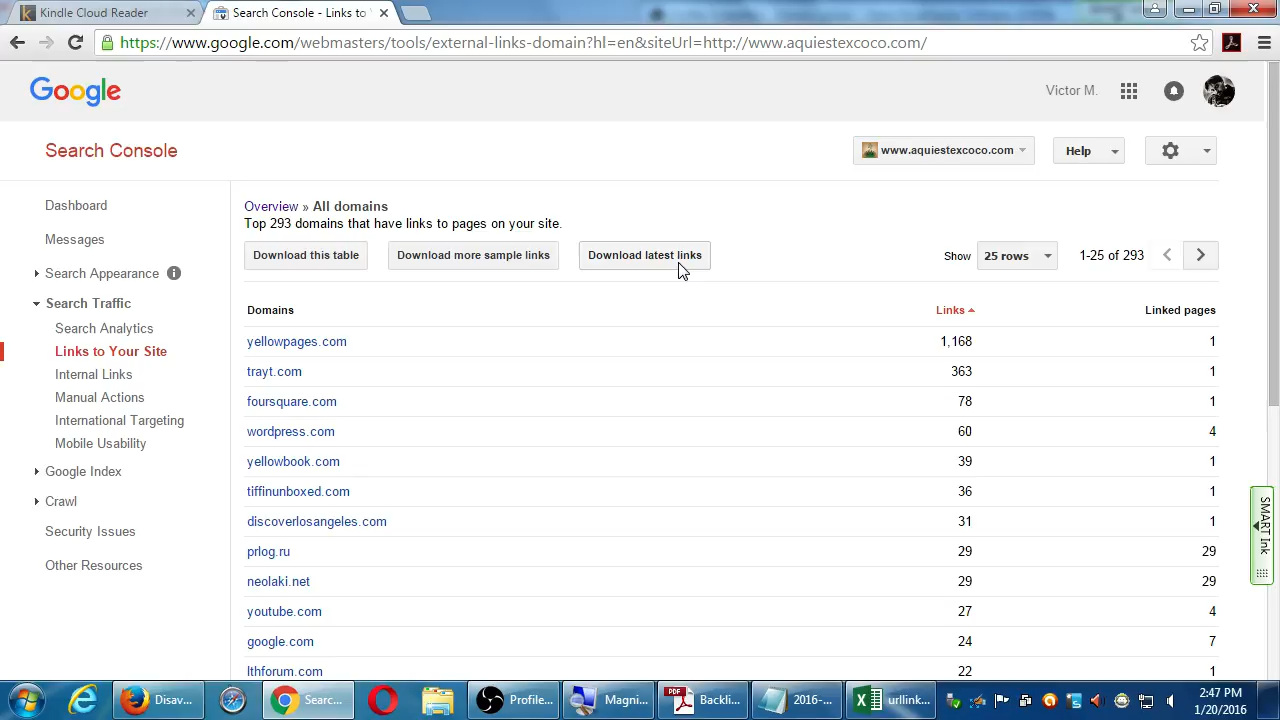 Kindle Cloud Reader
Search Console - Links to
https://www.google.com/webmasters/tools/external-links-domain?hl=en&siteUrl=http://www.aquiestexcoco.com/
Google
Victor M.
Search Console
www.aquiestexcoco.com
Help
Dashboard
Messages
Search Appearance
Search Traffic
Search Analytics
Links to Your Site
Internal Links
Manual Actions
International Targeting
Mobile Usability
Google Index
Crawl
Security Issues
Other Resources
Overview » All domains
Top 293 domains that have links to pages on your site.
Download this table Download more sample links Download latest links Show 25 rows 1-25 of 293
Domains Links Linked pages
yellowpages.com 1,168 1
trayt.com 363 1
foursquare.com 78 1
wordpress.com 60 4
yellowbook.com 39 1
tiffinunboxed.com 36 1
discoverlosangeles.com 31 1
prlog.ru 29 29
neolaki.net 29 29
youtube.com 27 4
google.com 24 7
lthforum.com 22 1
SMART Ink
Disav... Searc... Profile... Magni... Backli... 2016-... urllink...
2:47 PM
1/20/2016